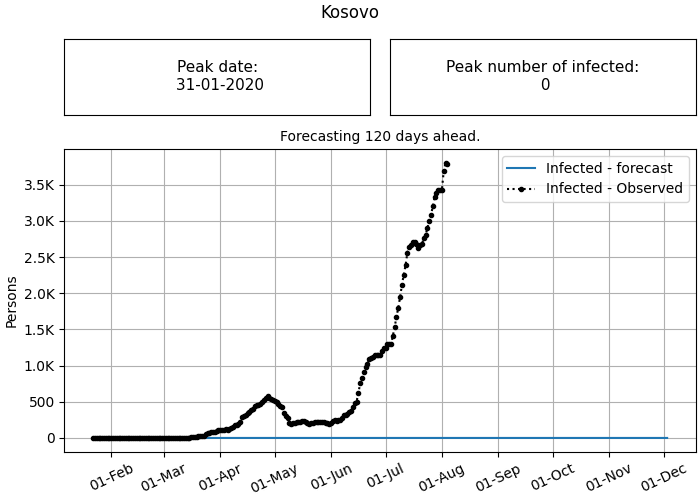 Kosovo
Peak date:
31-01-2020
Peak number of infected:
0
Forecasting 120 days ahead.
Infected - forecast
Infected - Observed
Persons
3.5K
3.0K
2.5K
2.0K
1.5K
1.0K
500
0
01-Feb 01-Mar 01-Apr 01-May 01-Jun 01-Jul 01-Aug 01-Sep 01-Oct 01-Nov 01-Dec